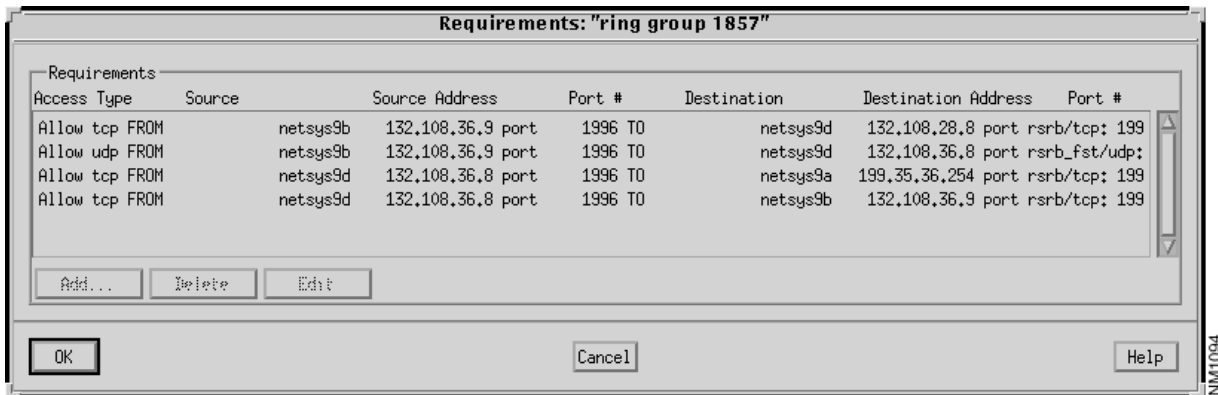 Requirements: "ring group 1857"
Requirements
Access Type Source Source Address Port # Destination Destination Address Port #
Allow tcp FROM netsys9b 132.108.36.9 port 1996 TO netsys9d 132.108.28.8 port rsrb/tcp: 199
Allow udp FROM netsys9b 132.108.36.9 port 1996 TO netsys9d 132.108.36.8 port rsrb_fst/udp:
Allow tcp FROM netsys9d 132.108.36.8 port 1996 TO netsys9a 199.35.36.254 port rsrb/tcp: 199
Allow tcp FROM netsys9d 132.108.36.8 port 1996 TO netsys9b 132.108.36.9 port rsrb/tcp: 199
Add... Delete Edit
OK Cancel Help
NM1094